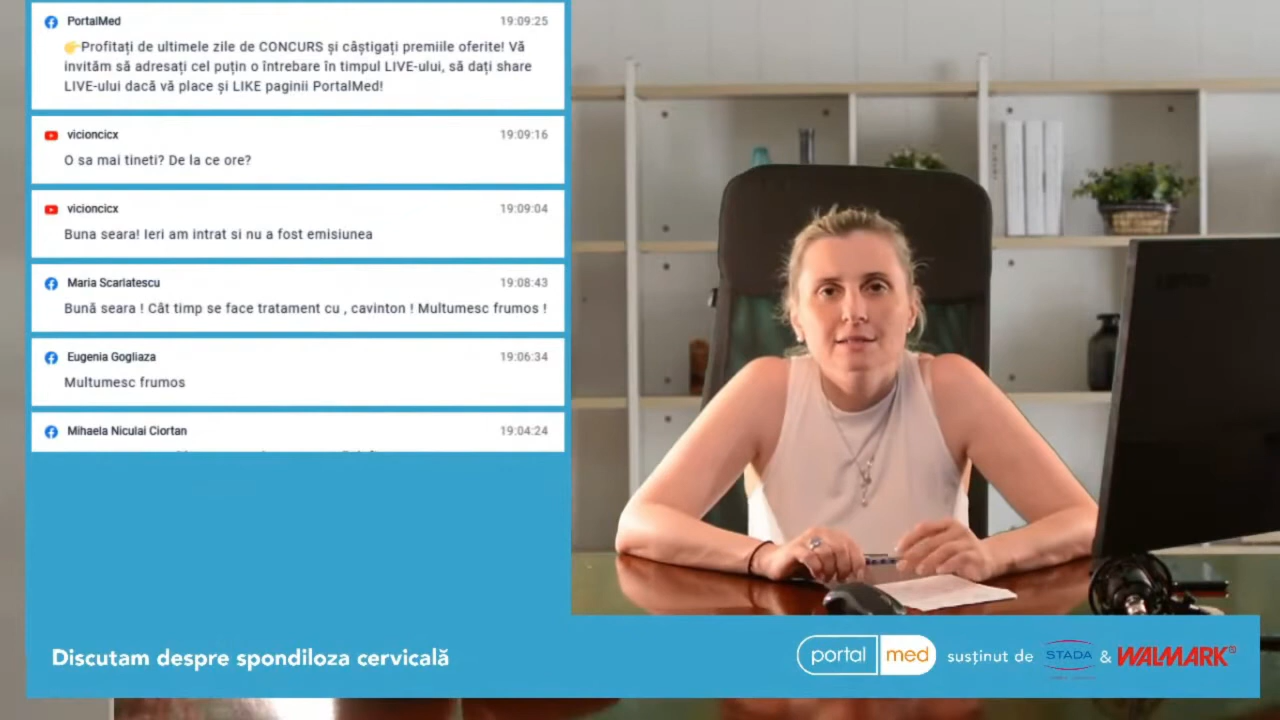 PortalMed 19:09:25
👉Profitați de ultimele zile de CONCURS și câștigați premiile oferite! Vă
invităm să adresați cel puțin o întrebare în timpul LIVE-ului, să dați share
LIVE-ului dacă vă place și LIKE paginii PortalMed!
vicioncicx 19:09:16
O sa mai tineti? De la ce ore?
vicioncicx 19:09:04
Buna seara! Ieri am intrat si nu a fost emisiunea
Maria Scarlatescu 19:08:43
Bună seara ! Cât timp se face tratament cu , cavinton ! Multumesc frumos !
Eugenia Gogliaza 19:06:34
Multumesc frumos
Mihaela Niculai Ciortan 19:04:24
Discutam despre spondiloza cervicală
portal med susținut de STADA & WALMARK®